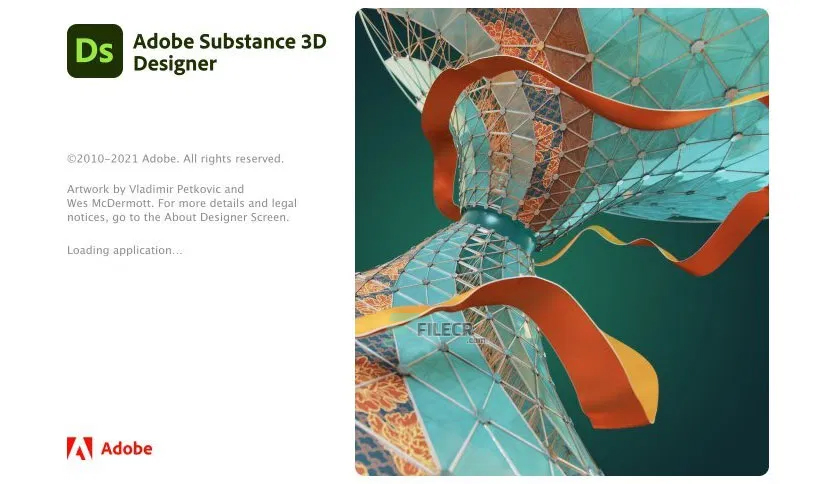 Ds
Adobe Substance 3D
Designer
©2010-2021 Adobe. All rights reserved.
Artwork by Vladimir Petkovic and
Wes McDermott. For more details and legal
notices, go to the About Designer Screen.
Loading application...
FILECR
.com
Adobe